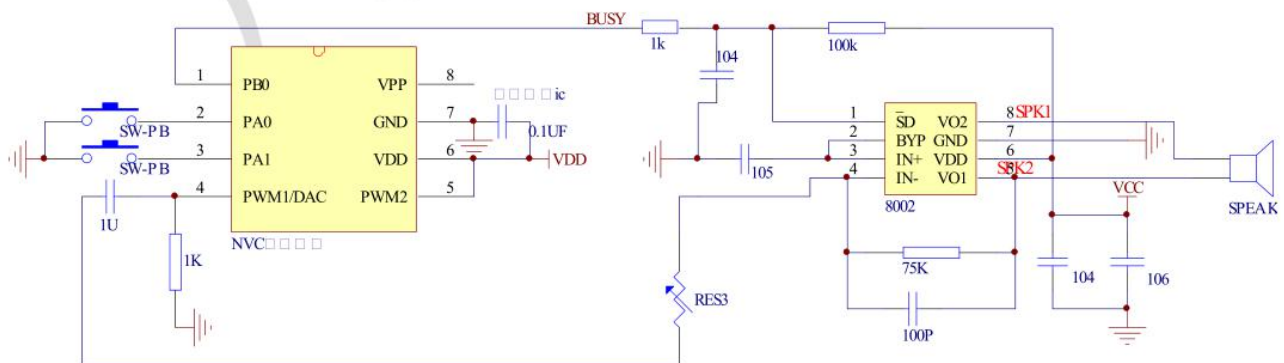 BUSY
1k
104
100k
1 PB0 VPP 8
2 PA0 GND 7
3 PA1 VDD 6
4 PWM1/DAC PWM2 5
SW-PB
SW-PB
□□□□ic
0.1UF
VDD
1U
NVC□□□□
1K
105
1 SD VO2 8 SPK1
2 BYP GND 7
3 IN+ VDD 6
4 IN- VO1 5 SPK2
8002
VCC
SPEAK
75K
100P
104
106
RES3